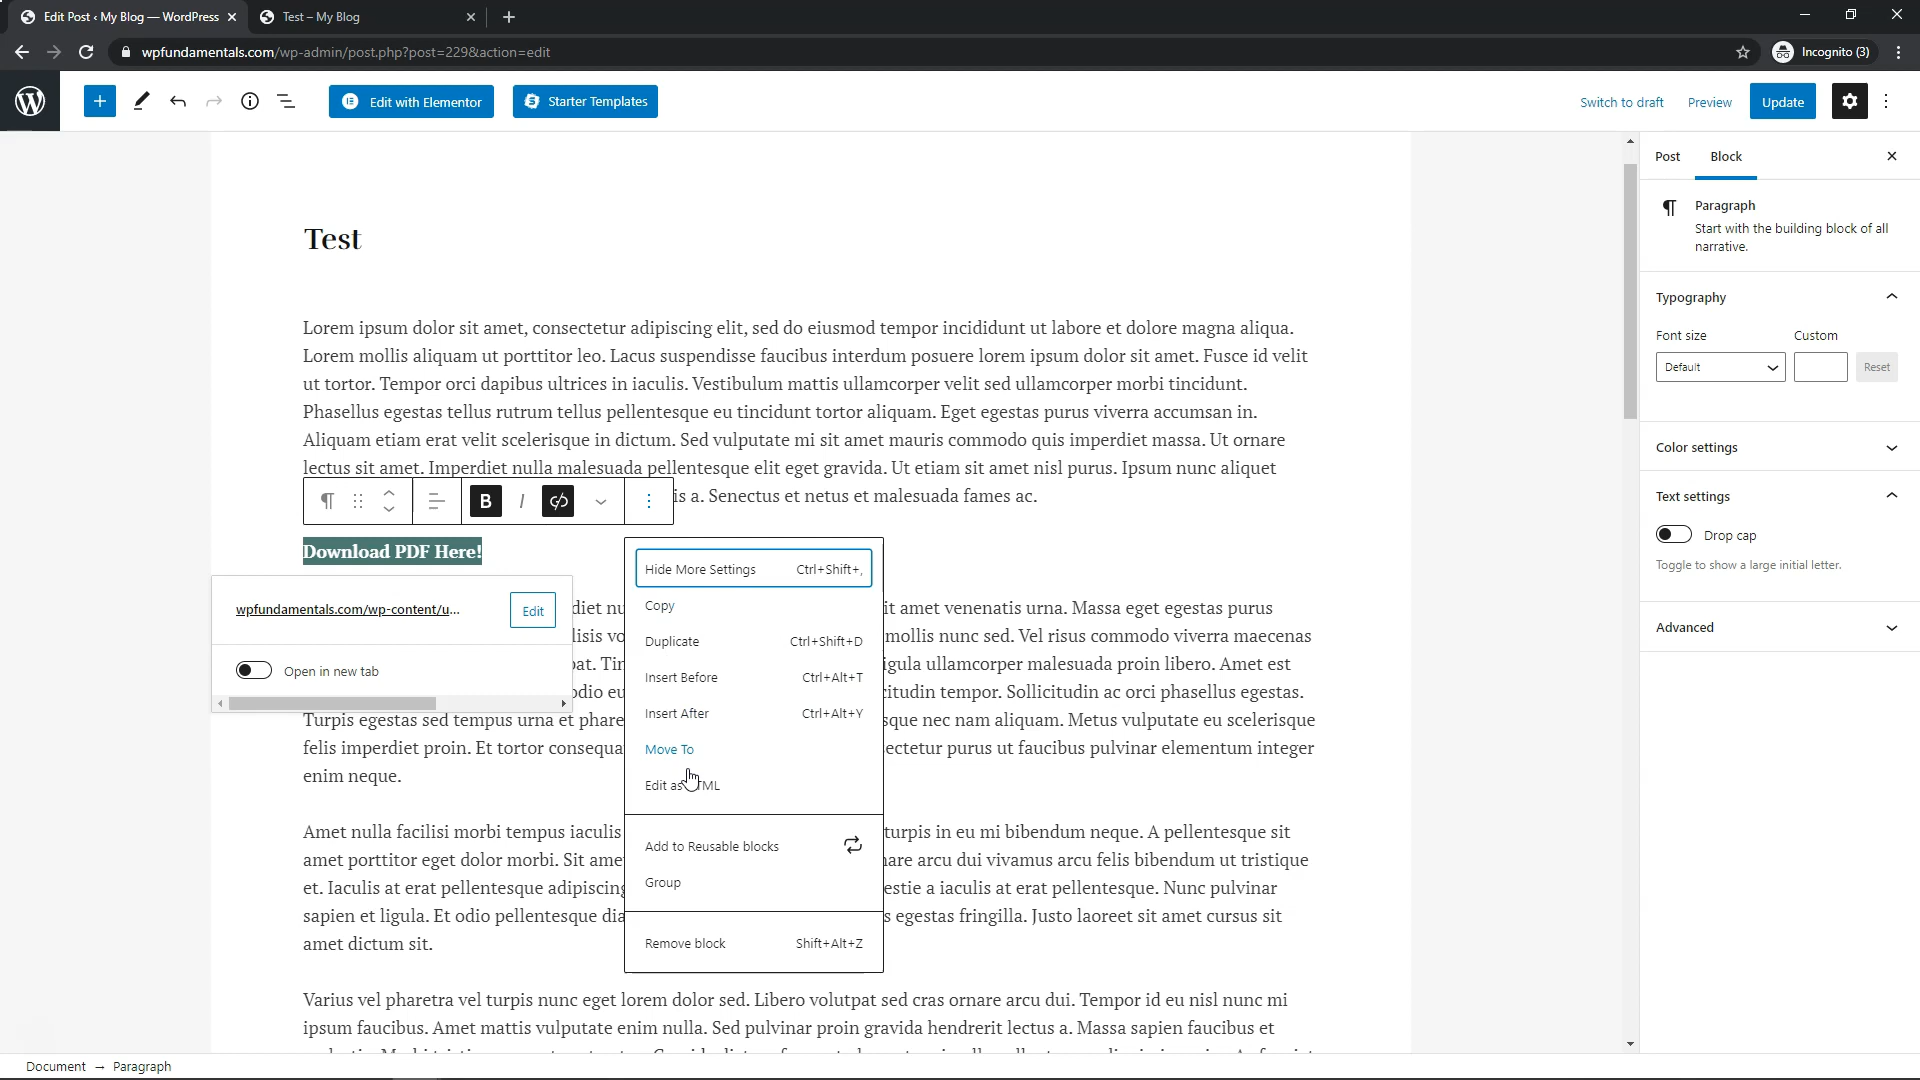 Edit Post ‹ My Blog — WordPress
Test – My Blog
wpfundamentals.com/wp-admin/post.php?post=229&action=edit
Incognito (3)
Edit with Elementor
Starter Templates
Switch to draft
Preview
Update
Test
Lorem ipsum dolor sit amet, consectetur adipiscing elit, sed do eiusmod tempor incididunt ut labore et dolore magna aliqua.
Lorem mollis aliquam ut porttitor leo. Lacus suspendisse faucibus interdum posuere lorem ipsum dolor sit amet. Fusce id velit
ut tortor. Tempor orci dapibus ultrices in iaculis. Vestibulum mattis ullamcorper velit sed ullamcorper morbi tincidunt.
Phasellus egestas tellus rutrum tellus pellentesque eu tincidunt tortor aliquam. Eget egestas purus viverra accumsan in.
Aliquam etiam erat velit scelerisque in dictum. Sed vulputate mi sit amet mauris commodo quis imperdiet massa. Ut ornare
lectus sit amet. Imperdiet nulla malesuada pellentesque elit eget gravida. Ut etiam sit amet nisl purus. Ipsum nunc aliquet
is a. Senectus et netus et malesuada fames ac.
B I
Download PDF Here!
wpfundamentals.com/wp-content/u...
Edit
Open in new tab
Hide More Settings Ctrl+Shift+,
Copy
Duplicate Ctrl+Shift+D
Insert Before Ctrl+Alt+T
Insert After Ctrl+Alt+Y
Move To
Edit as TML
Add to Reusable blocks
Group
Remove block Shift+Alt+Z
diet nu it amet venenatis urna. Massa eget egestas purus
lisis vo mollis nunc sed. Vel risus commodo viverra maecenas
at. Tin igula ullamcorper malesuada proin libero. Amet est
odio eu citudin tempor. Sollicitudin ac orci phasellus egestas.
Turpis egestas sed tempus urna et phare sque nec nam aliquam. Metus vulputate eu scelerisque
felis imperdiet proin. Et tortor consequa ectetur purus ut faucibus pulvinar elementum integer
enim neque.
Amet nulla facilisi morbi tempus iaculis turpis in eu mi bibendum neque. A pellentesque sit
amet porttitor eget dolor morbi. Sit ame are arcu dui vivamus arcu felis bibendum ut tristique
et. Iaculis at erat pellentesque adipiscing estie a iaculis at erat pellentesque. Nunc pulvinar
sapien et ligula. Et odio pellentesque dia s egestas fringilla. Justo laoreet sit amet cursus sit
amet dictum sit.
Varius vel pharetra vel turpis nunc eget lorem dolor sed. Libero volutpat sed cras ornare arcu dui. Tempor id eu nisl nunc mi
ipsum faucibus. Amet mattis vulputate enim nulla. Sed pulvinar proin gravida hendrerit lectus a. Massa sapien faucibus et
Post
Block
Paragraph
Start with the building block of all
narrative.
Typography
Font size Custom
Default
Reset
Color settings
Text settings
Drop cap
Toggle to show a large initial letter.
Advanced
Document → Paragraph